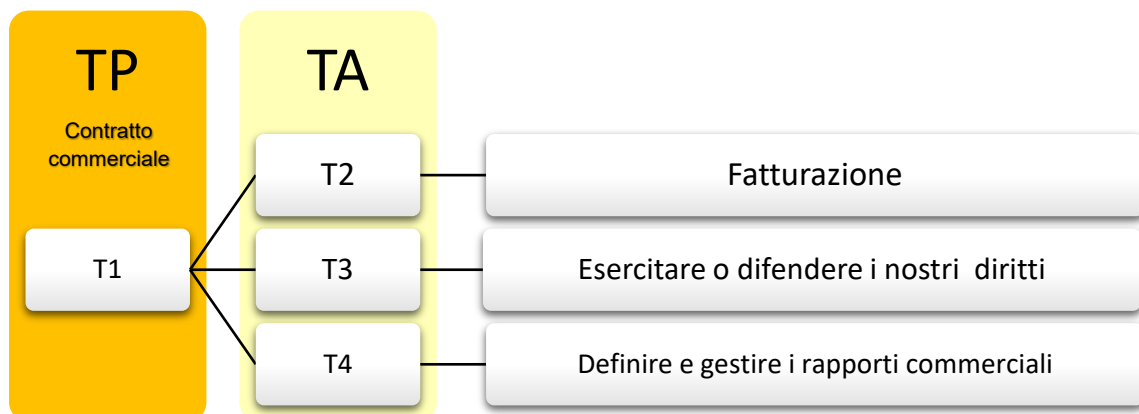 TP
Contratto
commerciale
T1
TA
T2
Fatturazione
T3
Esercitare o difendere i nostri diritti
T4
Definire e gestire i rapporti commerciali